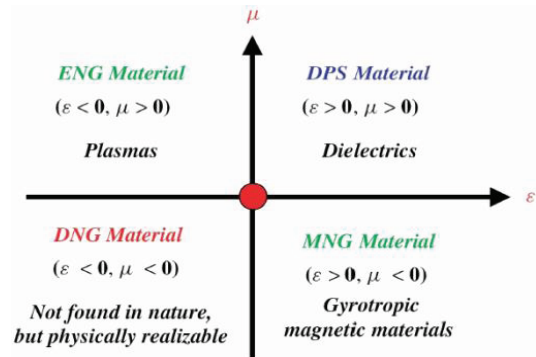 μ
ENG Material
(ε < 0, μ > 0)
Plasmas
DPS Material
(ε > 0, μ > 0)
Dielectrics
ε
DNG Material
(ε < 0, μ < 0)
Not found in nature,
but physically realizable
MNG Material
(ε > 0, μ < 0)
Gyrotropic
magnetic materials